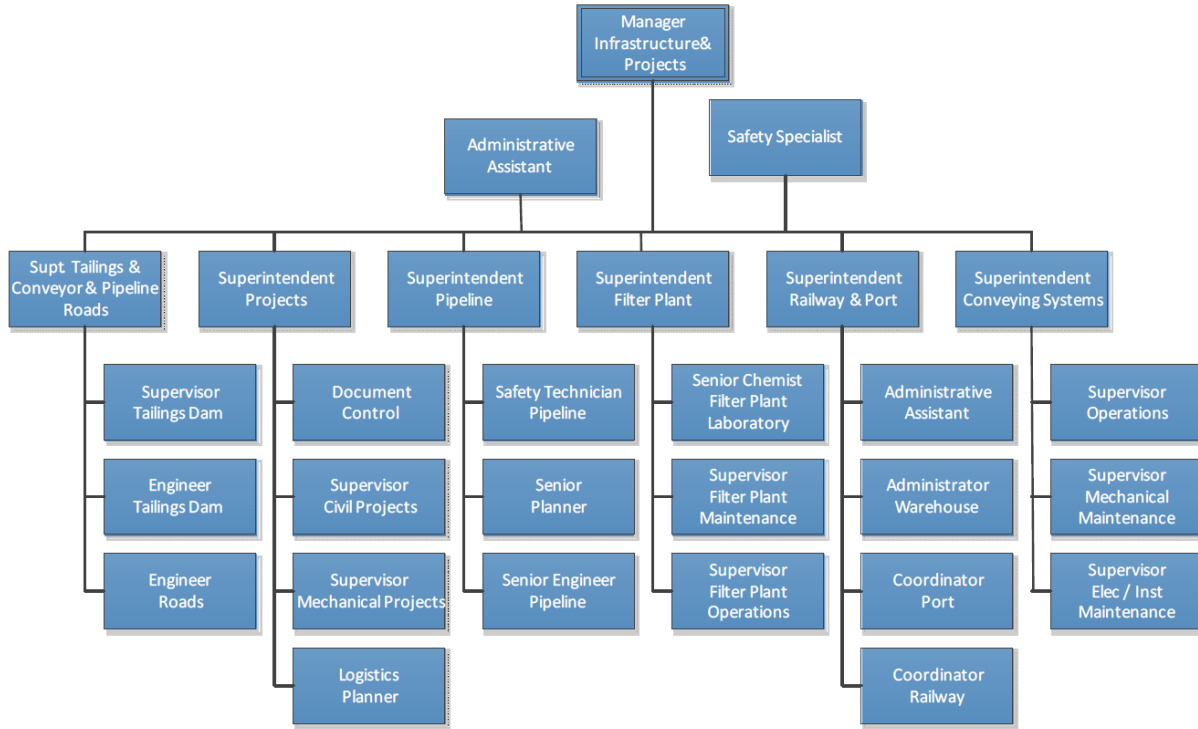 Manager
Infrastructure&
Projects
Administrative
Assistant
Safety Specialist
Supt Tailings &
Conveyor & Pipeline
Roads
Superintendent
Projects
Superintendent
Pipeline
Superintendent
Filter Plant
Superintendent
Railway & Port
Superintendent
Conveying Systems
Supervisor
Tailings Dam
Engineer
Tailings Dam
Engineer
Roads
Document
Control
Supervisor
Civil Projects
Supervisor
Mechanical Projects
Logistics
Planner
Safety Technician
Pipeline
Senior
Planner
Senior Engineer
Pipeline
Senior Chemist
Filter Plant
Laboratory
Supervisor
Filter Plant
Maintenance
Supervisor
Filter Plant
Operations
Administrative
Assistant
Administrator
Warehouse
Coordinator
Port
Coordinator
Railway
Supervisor
Operations
Supervisor
Mechanical
Maintenance
Supervisor
Elec / Inst
Maintenance